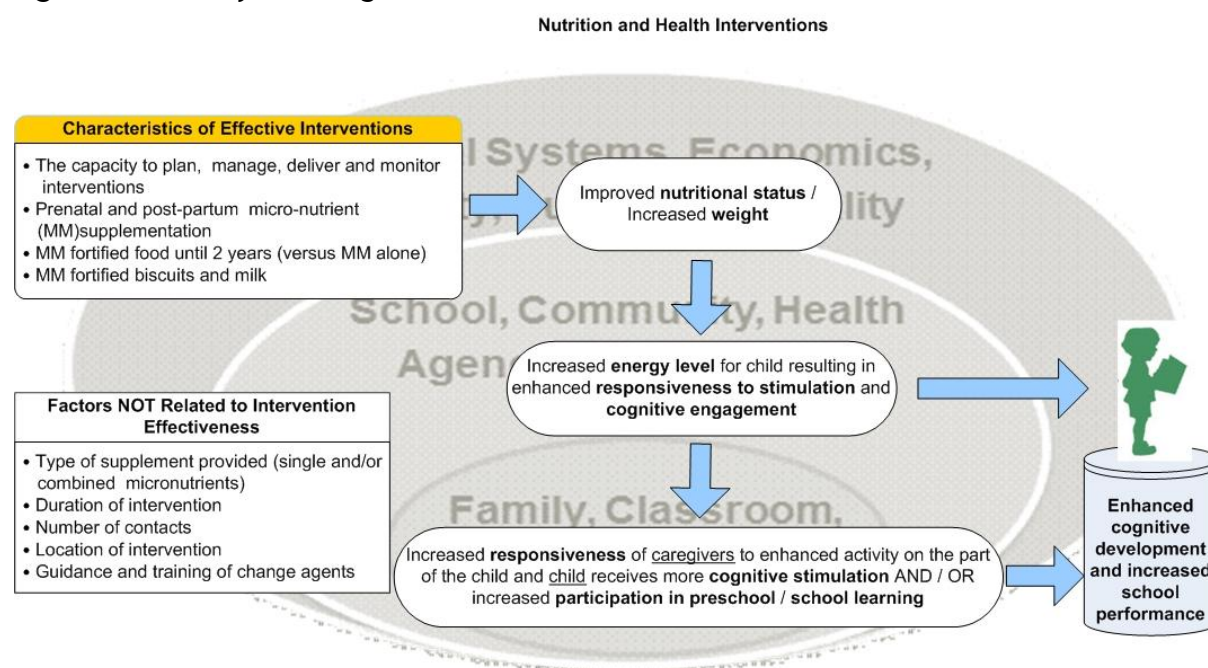 Nutrition and Health Interventions
Characteristics of Effective Interventions
• The capacity to plan, manage, deliver and monitor
interventions
• Prenatal and post-partum micro-nutrient
(MM)supplementation
• MM fortified food until 2 years (versus MM alone)
• MM fortified biscuits and milk
l Systems, Economics,
lity
Improved nutritional status /
Increased weight
School, Community, Health
Agen
Increased energy level for child resulting in
enhanced responsiveness to stimulation and
cognitive engagement
Factors NOT Related to Intervention
Effectiveness
• Type of supplement provided (single and/or
combined micronutrients)
• Duration of intervention
• Number of contacts
• Location of intervention
• Guidance and training of change agents
Family, Classroom,
Increased responsiveness of caregivers to enhanced activity on the part
of the child and child receives more cognitive stimulation AND / OR
increased participation in preschool / school learning
Enhanced
cognitive
development
and increased
school
performance